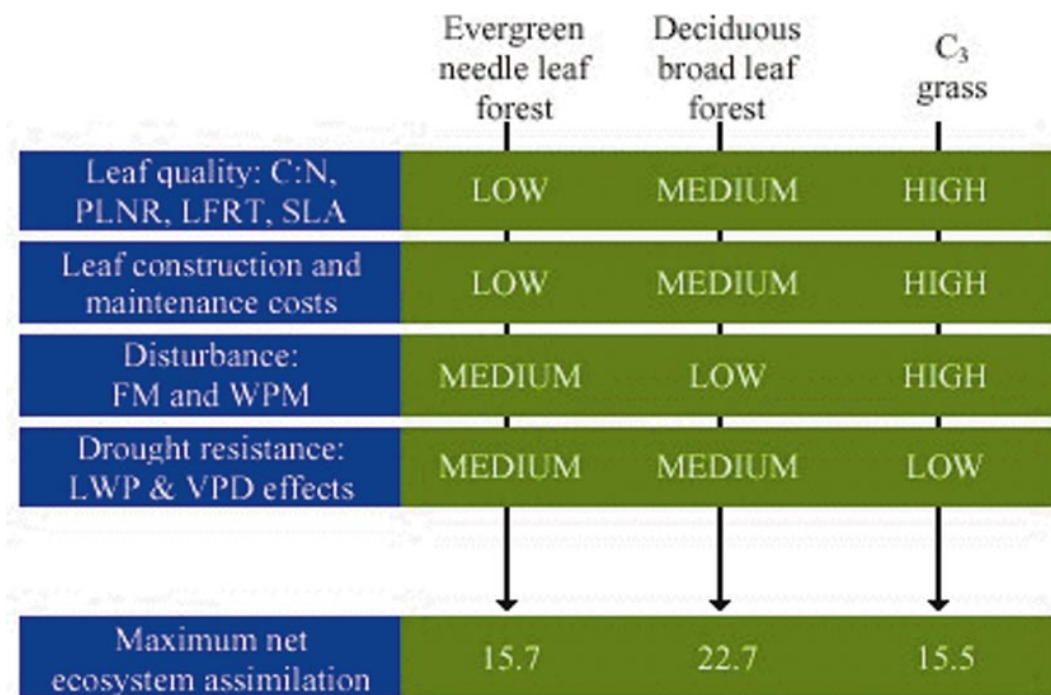 Evergreen needle leaf forest
Deciduous broad leaf forest
C₃ grass
Leaf quality: C:N,
PLNR, LFRT, SLA
LOW MEDIUM HIGH
Leaf construction and
maintenance costs
LOW MEDIUM HIGH
Disturbance:
FM and WPM
MEDIUM LOW HIGH
Drought resistance:
LWP & VPD effects
MEDIUM MEDIUM LOW
Maximum net
ecosystem assimilation
15.7 22.7 15.5